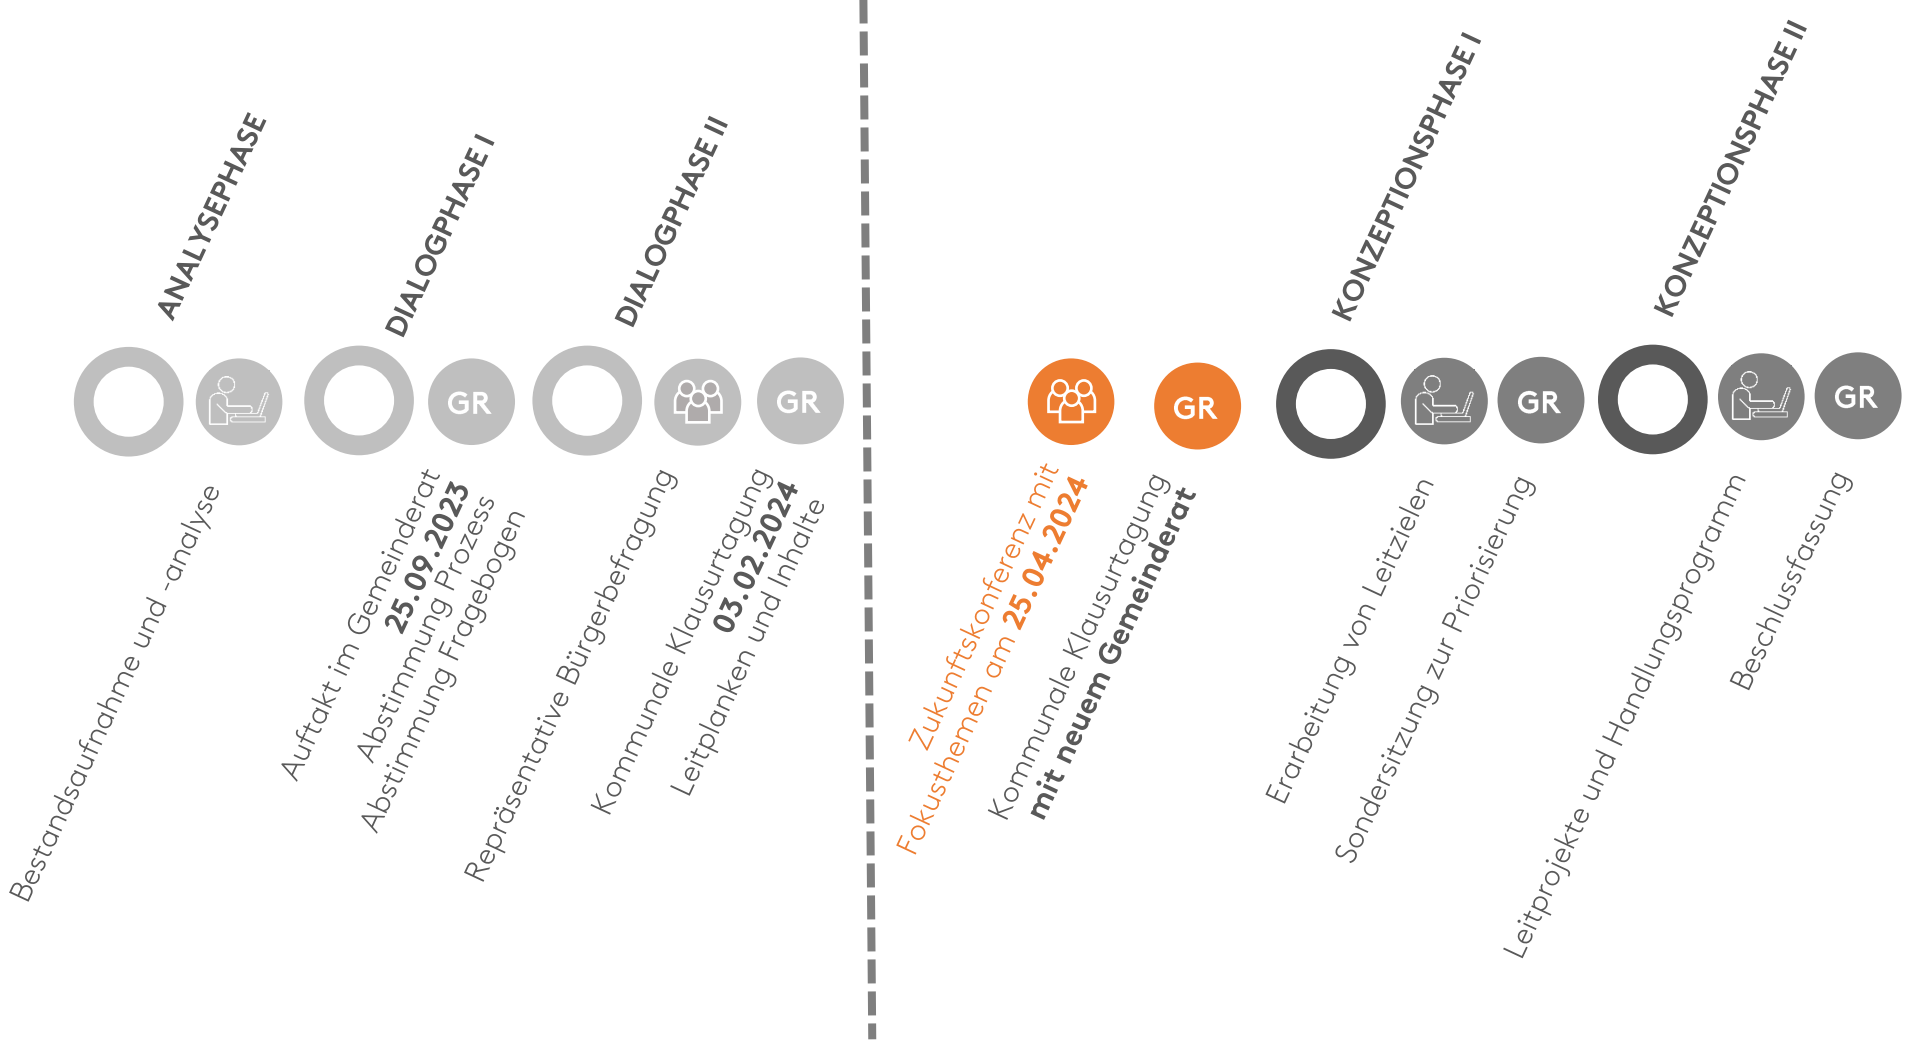 ANALYSEPHASE
DIALOGPHASE I
DIALOGPHASE II
KONZEPTIONSPHASE I
KONZEPTIONSPHASE II
GR
GR
GR
GR
GR
Bestandsaufnahme und -analyse
Auftakt im Gemeinderat
25.09.2023
Abstimmung Prozess
Abstimmung Fragebogen
Repräsentative Bürgerbefragung
Kommunale Klausurtagung
03.02.2024
Leitplanken und Inhalte
Zukunftskonferenz mit
Fokusthemen am 25.04.2024
Kommunale Klausurtagung
mit neuem Gemeinderat
Erarbeitung von Leitzielen
Sondersitzung zur Priorisierung
Leitprojekte und Handlungsprogramm
Beschlussfassung